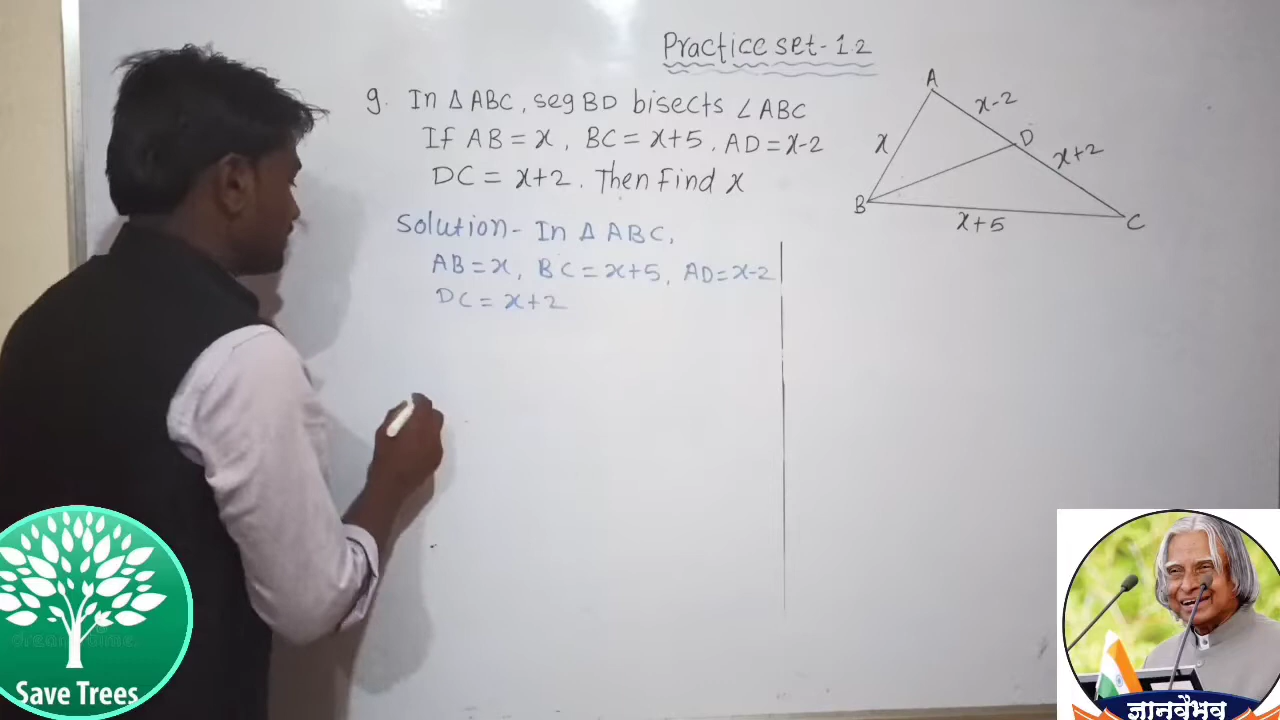 Practice set-1.2
9. In △ABC, seg BD bisects ∠ABC
If AB = x, BC = x+5, AD = x-2
DC = x+2. Then Find x
Solution- In △ABC,
AB = x, BC = x+5, AD = x-2
DC = x+2
A
x-2
D
x
x+2
B
x+5
C
Save Trees
ज्ञानवैभव